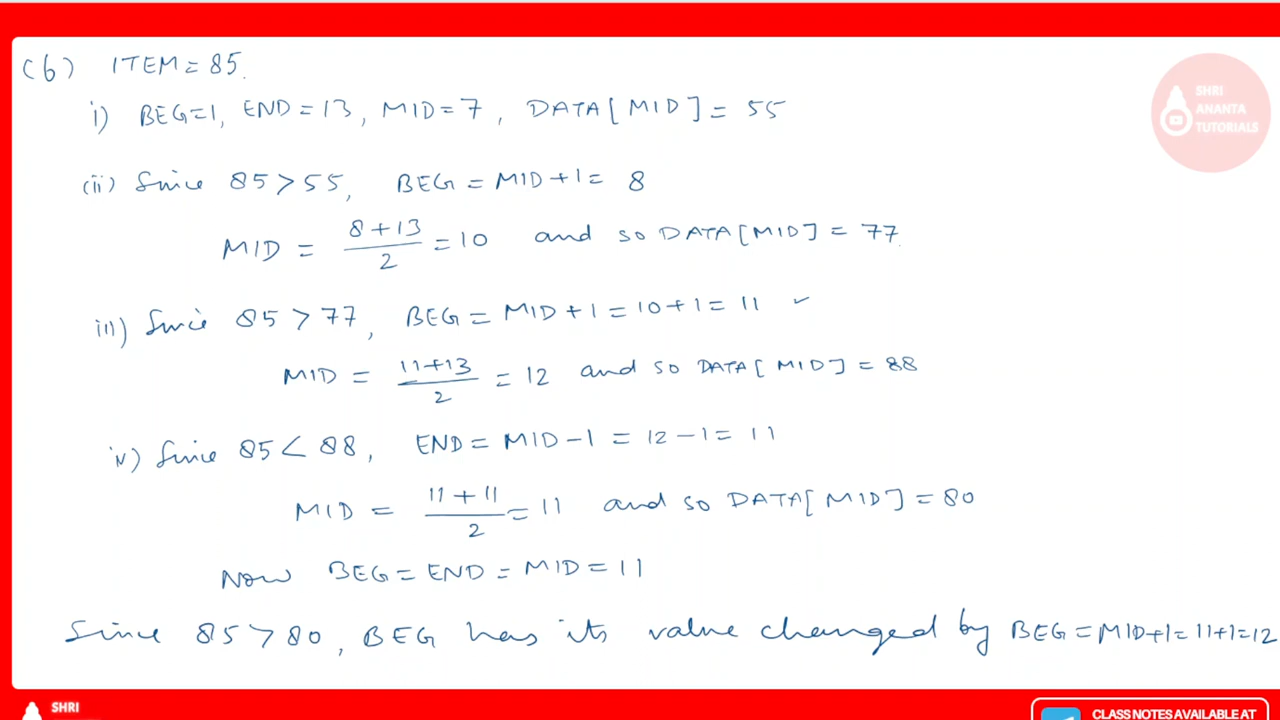 (b) ITEM = 85.
i) BEG=1, END = 13, MID = 7, DATA[MID] = 55
(ii) Since 85 > 55, BEG = MID + 1 = 8
MID = 8 + 13 / 2 = 10 and so DATA[MID] = 77.
iii) Since 85 > 77, BEG = MID + 1 = 10 + 1 = 11 ✓
MID = 11 + 13 / 2 = 12 and so DATA[MID] = 88
iv) Since 85 < 88, END = MID - 1 = 12 - 1 = 11
MID = 11 + 11 / 2 = 11 and so DATA[MID] = 80
Now BEG = END = MID = 11
Since 85 > 80, BEG has its value changed by BEG = MID+1 = 11+1 = 12
SHRI
ANANTA
TUTORIALS
SHRI
CLASS NOTES AVAILABLE AT